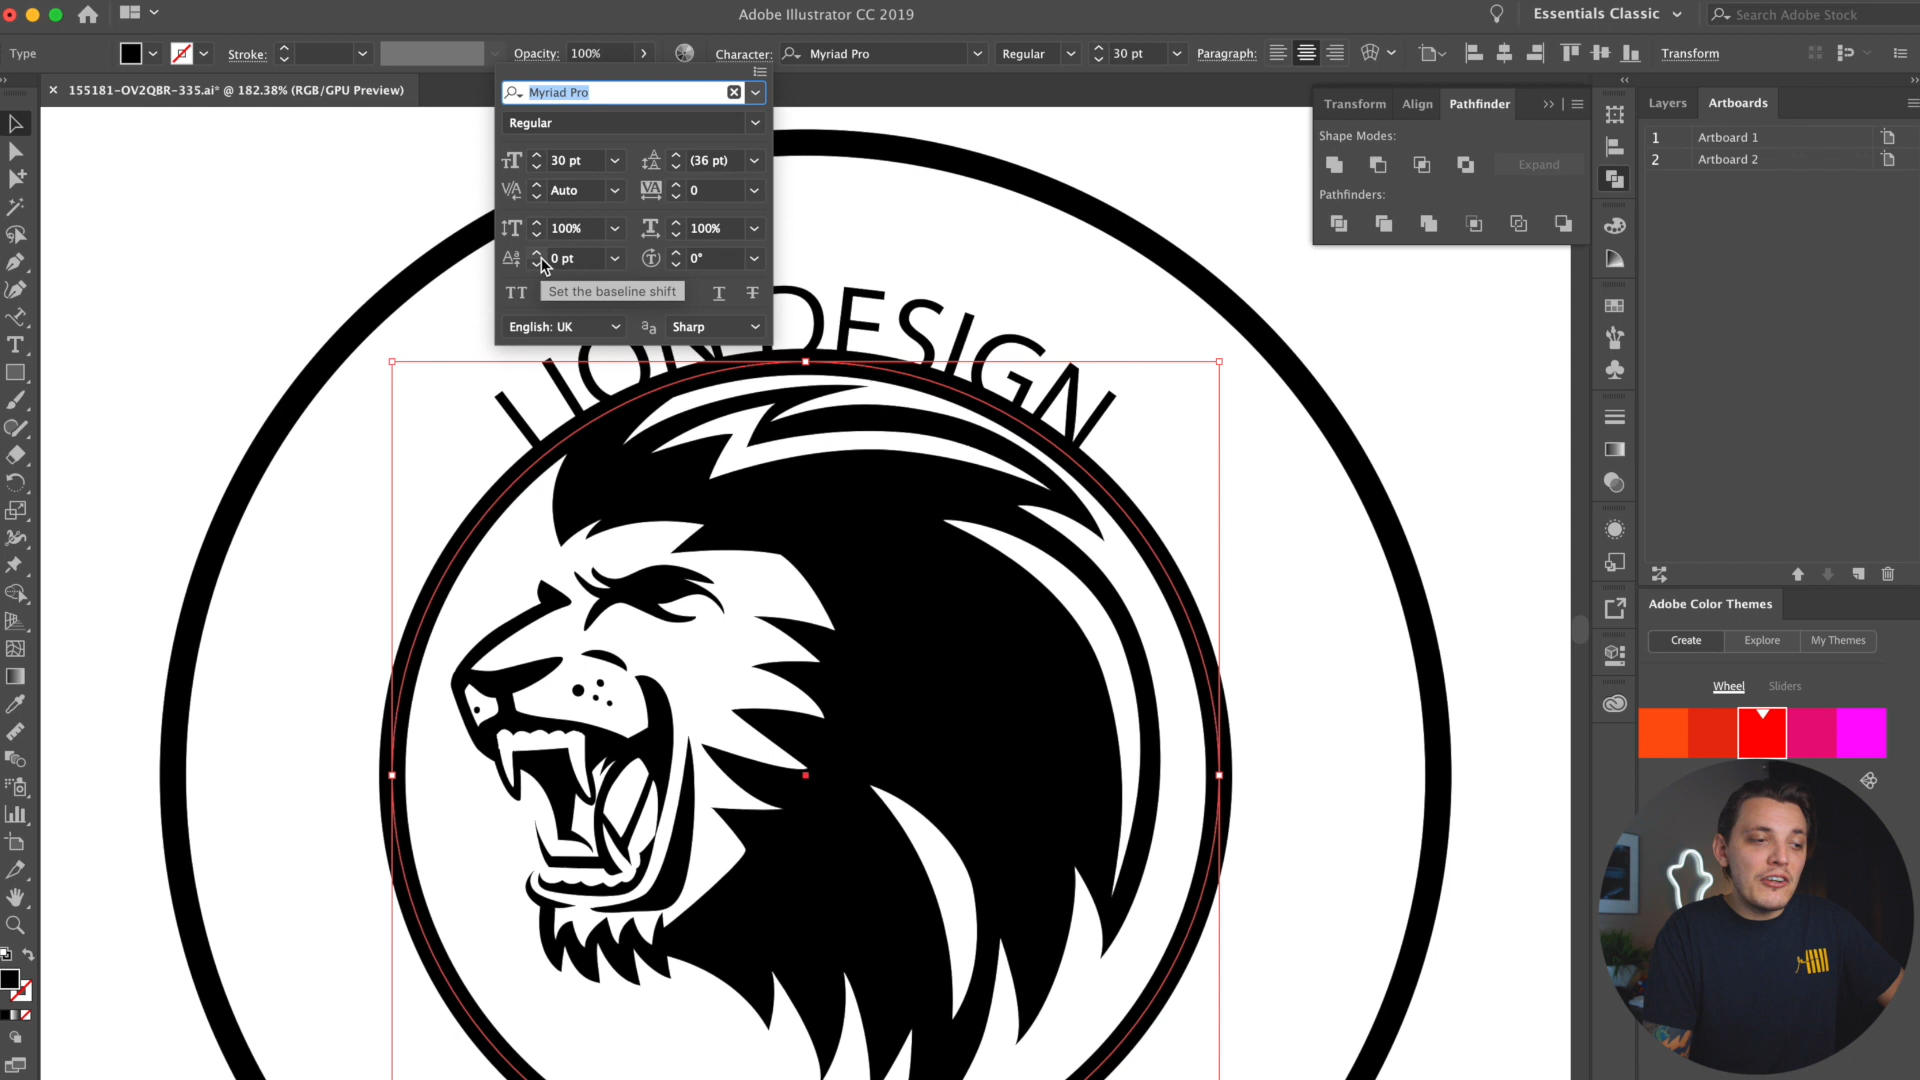 Adobe Illustrator CC 2019
Essentials Classic
Search Adobe Stock
Type
Stroke:
Opacity: 100%
Character: Myriad Pro
Regular
30 pt
Paragraph:
Transform
155181-OV2QBR-335.ai* @ 182.38% (RGB/GPU Preview)
Myriad Pro
Regular
30 pt
(36 pt)
Auto
0
100%
100%
0 pt
0°
TT
Set the baseline shift
English: UK
Sharp
LION DESIGN
Transform
Align
Pathfinder
Shape Modes:
Expand
Pathfinders:
Layers
Artboards
1 Artboard 1
2 Artboard 2
Adobe Color Themes
Create
Explore
My Themes
Wheel
Sliders